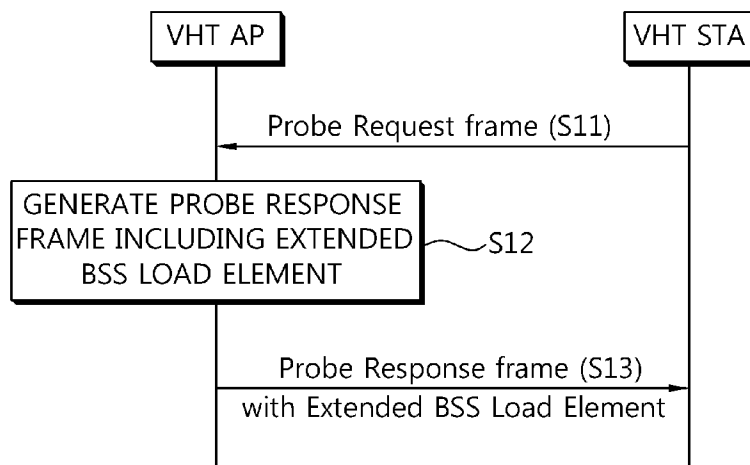 VHT AP
VHT STA
Probe Request frame (S11)
GENERATE PROBE RESPONSE
FRAME INCLUDING EXTENDED
BSS LOAD ELEMENT
S12
Probe Response frame (S13)
with Extended BSS Load Element